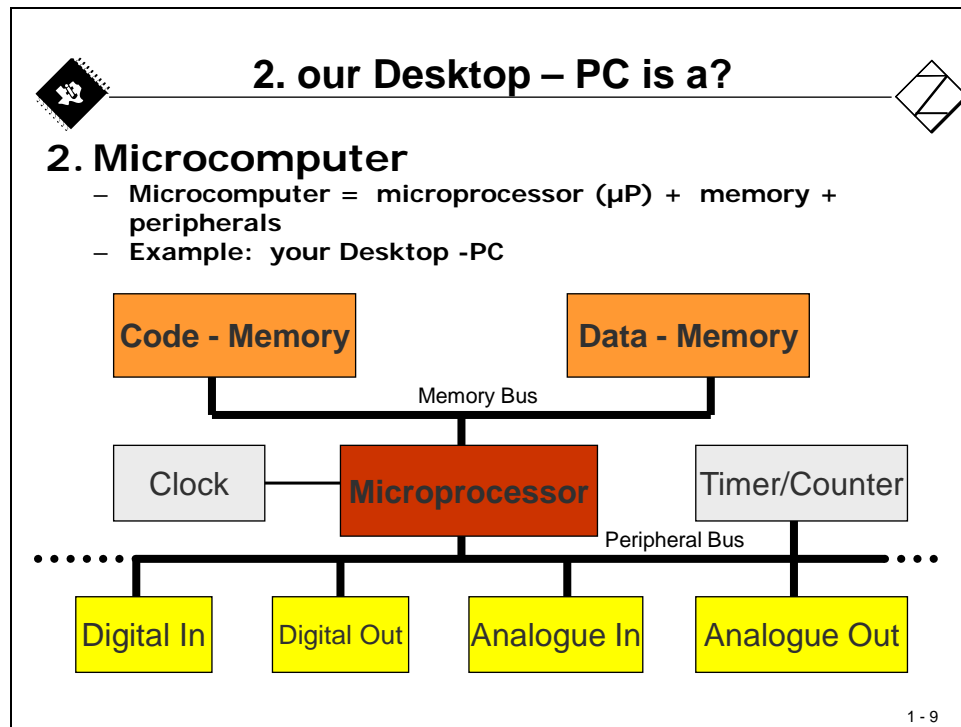 2. our Desktop – PC is a?
2. Microcomputer
– Microcomputer = microprocessor (µP) + memory +
peripherals
– Example: your Desktop -PC
Code - Memory
Data - Memory
Memory Bus
Clock
Microprocessor
Timer/Counter
Peripheral Bus
Digital In
Digital Out
Analogue In
Analogue Out
1 - 9